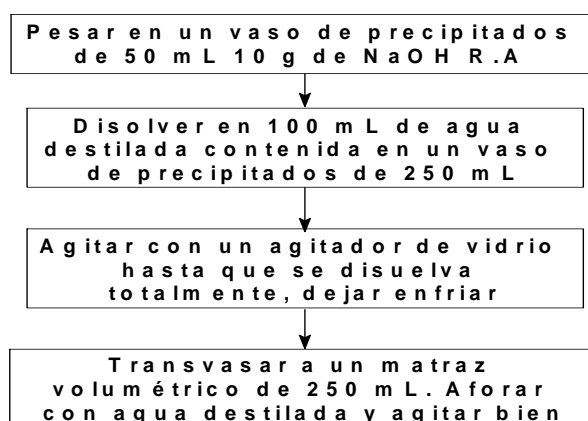 Pesar en un vaso de precipitados
de 50 mL 10 g de NaOH R.A
Disolver en 100 mL de agua
destilada contenida en un vaso
de precipitados de 250 mL
Agitar con un agitador de vidrio
hasta que se disuelva
totalmente, dejar enfriar
Transvasar a un matraz
volumétrico de 250 mL. Aforar
con agua destilada y agitar bien